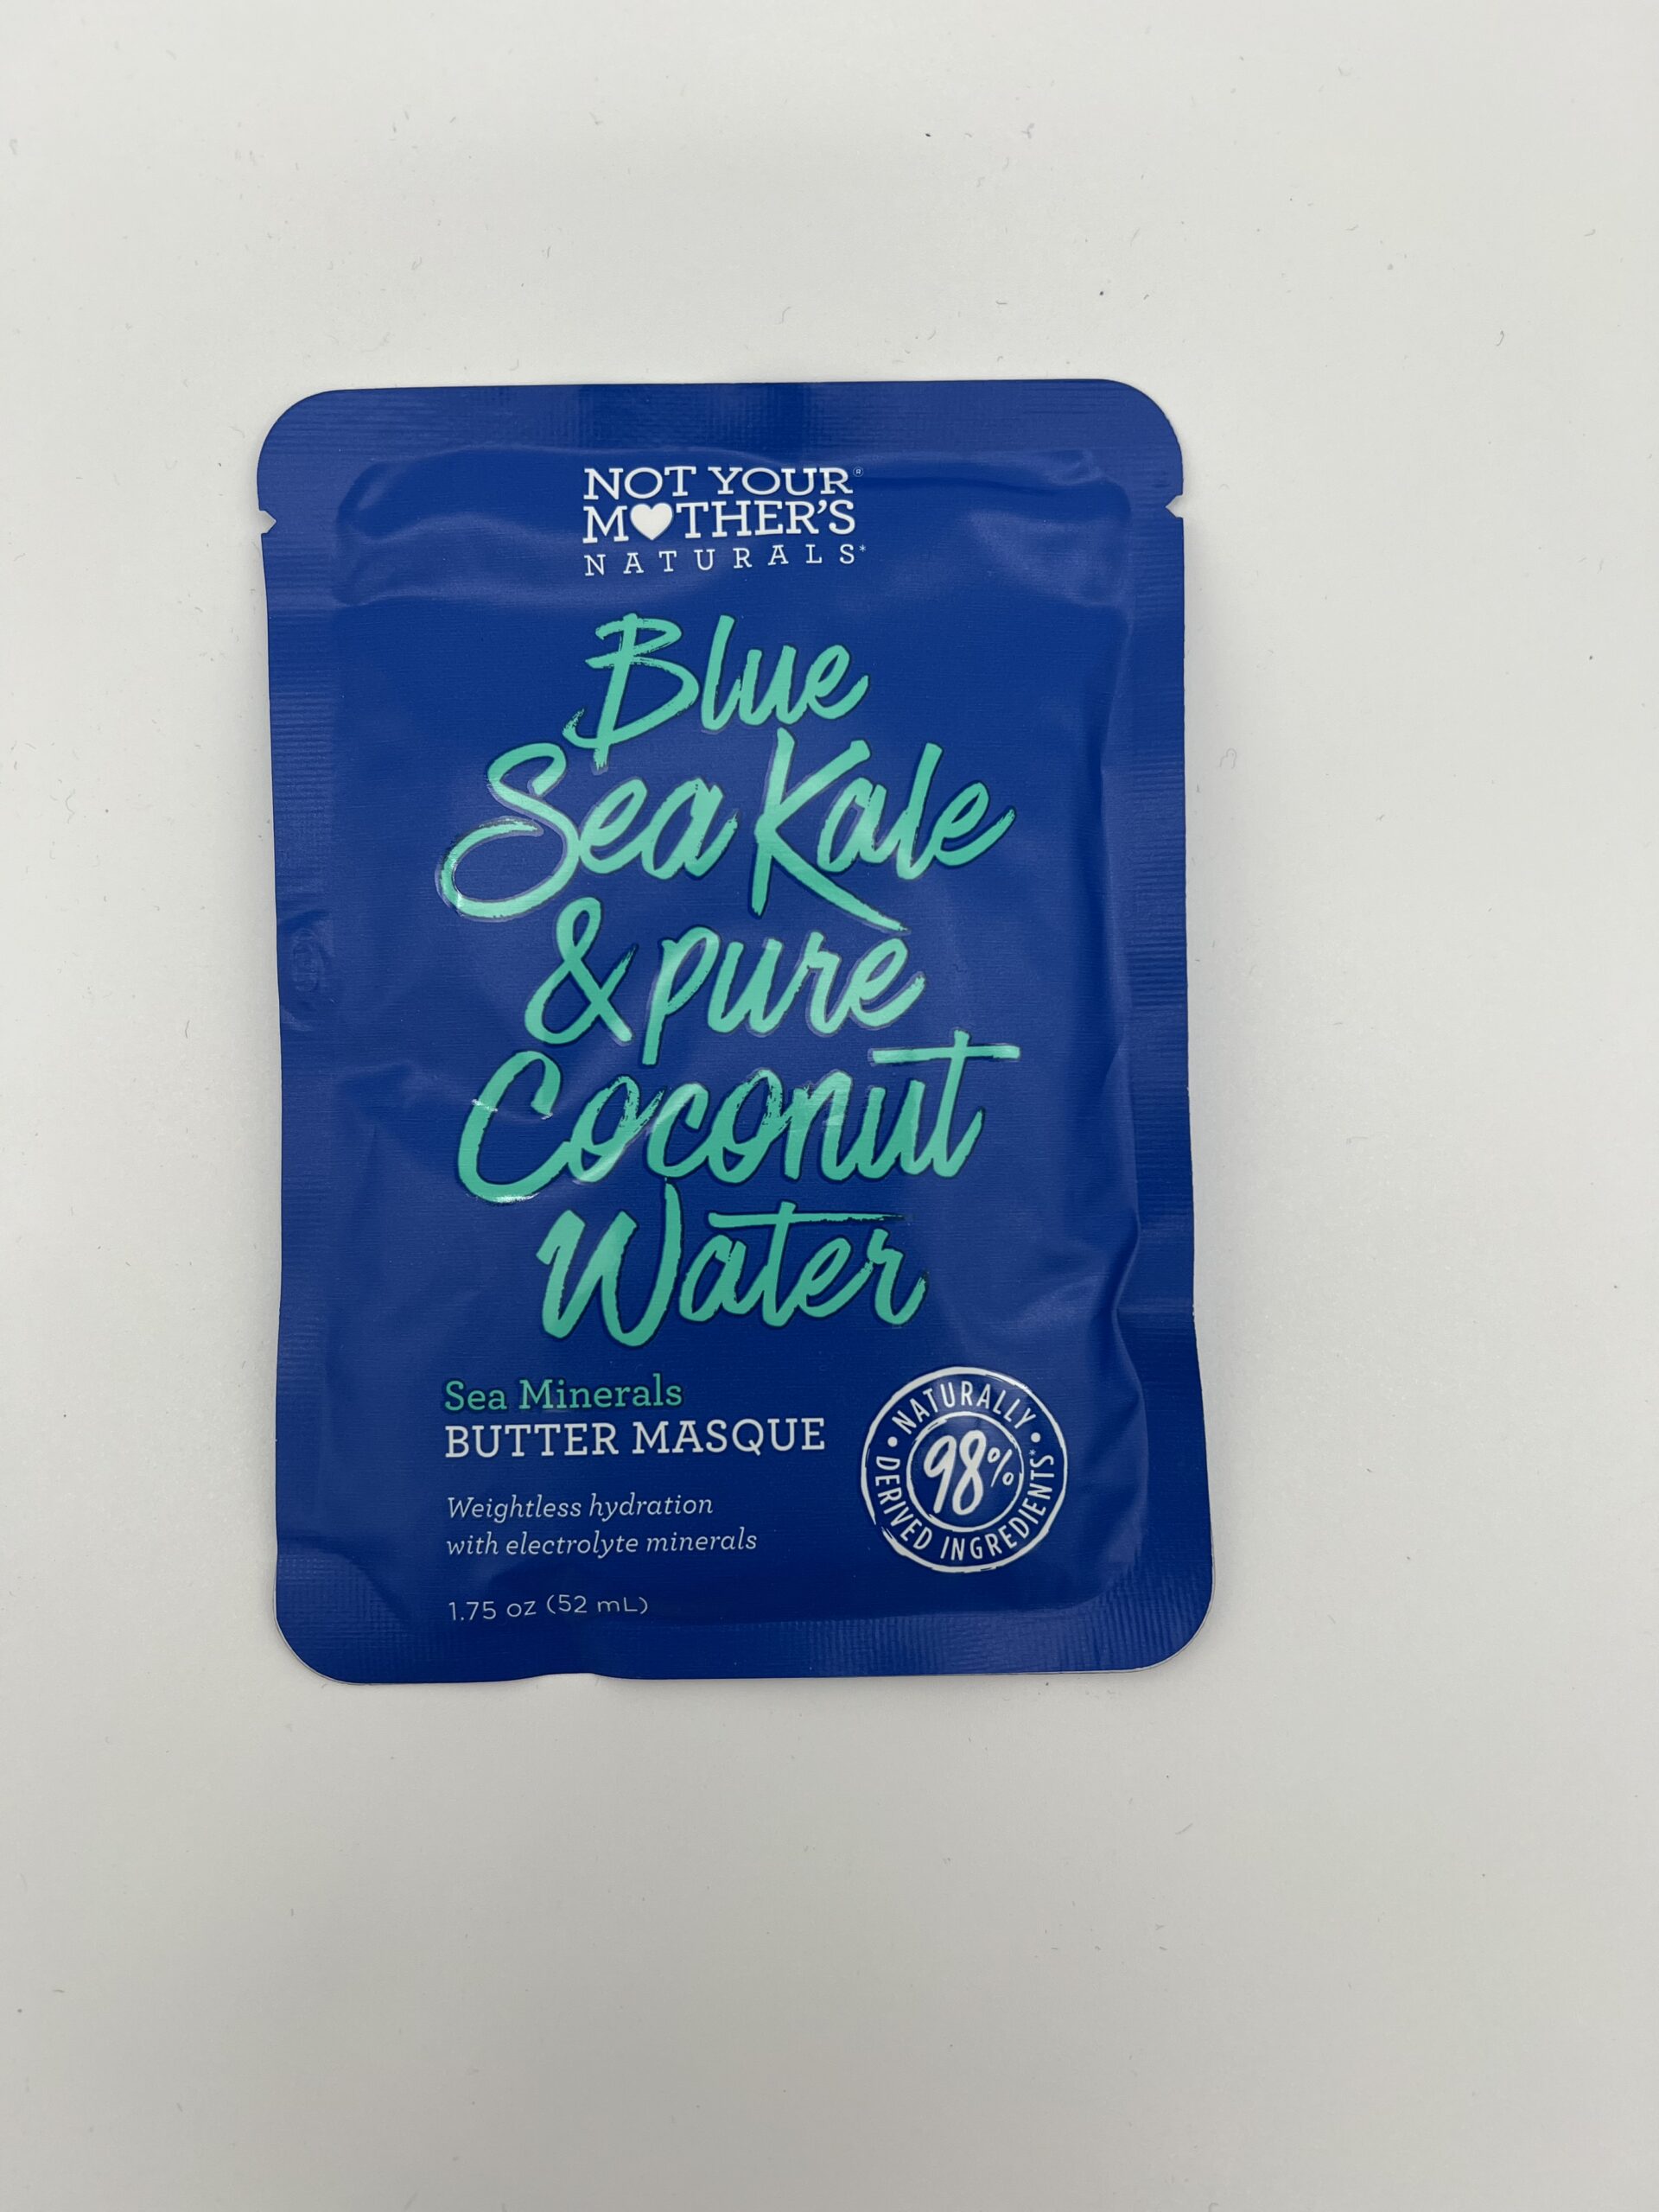 NOT YOUR®
MOTHER'S
NATURALS*
Blue
Sea Kale
& pure
Coconut
Water
Sea Minerals
BUTTER MASQUE
Weightless hydration
with electrolyte minerals
1.75 oz (52 mL)
• NATURALLY •
98%
DERIVED INGREDIENTS*